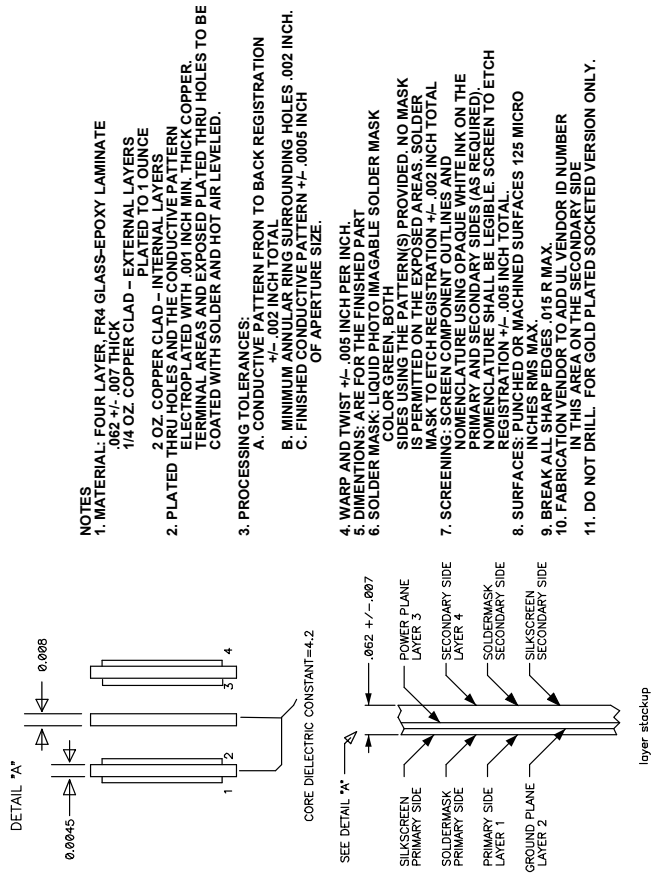 NOTES
1. MATERIAL: FOUR LAYER, FR4 GLASS-EPOXY LAMINATE
.062 +/- .007 THICK
1/4 OZ. COPPER CLAD – EXTERNAL LAYERS
PLATED TO 1 OUNCE
2 OZ. COPPER CLAD – INTERNAL LAYERS
2. PLATED THRU HOLES AND THE CONDUCTIVE PATTERN
ELECTROPLATED WITH .001 INCH MIN. THICK COPPER.
TERMINAL AREAS AND EXPOSED PLATED THRU HOLES TO BE
COATED WITH SOLDER AND HOT AIR LEVELED.
3. PROCESSING TOLERANCES:
A. CONDUCTIVE PATTERN FRON TO BACK REGISTRATION
+/– .002 INCH TOTAL
B. MINIMUM ANNULAR RING SURROUNDING HOLES .002 INCH.
C. FINISHED CONDUCTIVE PATTERN +/– .0005 INCH
OF APERTURE SIZE.
4. WARP AND TWIST +/– .005 INCH PER INCH.
5. DIMENTIONS: ARE FOR THE FINISHED PART
6. SOLDER MASK: LIQUID PHOTO IMAGABLE SOLDER MASK
COLOR GREEN, BOTH
SIDES USING THE PATTERN(S) PROVIDED. NO MASK
IS PERMITTED ON THE EXPOSED AREAS. SOLDER
MASK TO ETCH REGISTRATION +/– .002 INCH TOTAL
7. SCREENING: SCREEN COMPONENT OUTLINES AND
NOMENCLATURE USING OPAQUE WHITE INK ON THE
PRIMARY AND SECONDARY SIDES (AS REQUIRED).
NOMENCLATURE SHALL BE LEGIBLE. SCREEN TO ETCH
REGISTRATION +/– .005 INCH TOTAL.
8. SURFACES: PUNCHED OR MACHINED SURFACES 125 MICRO
INCHES RMS MAX.
9. BREAK ALL SHARP EDGES .015 R MAX.
10. FABRICATION VENDOR TO ADD UL VENDOR ID NUMBER
IN THIS AREA ON THE SECONDARY SIDE
11. DO NOT DRILL. FOR GOLD PLATED SOCKETED VERSION ONLY.
DETAIL "A"
0.008
0.0045
1
2
3
4
CORE DIELECTRIC CONSTANT=4.2
SEE DETAIL "A"
.062 +/–.007
SILKSCREEN
PRIMARY SIDE
SOLDERMASK
PRIMARY SIDE
PRIMARY SIDE
LAYER 1
GROUND PLANE
LAYER 2
POWER PLANE
LAYER 3
SECONDARY SIDE
LAYER 4
SOLDERMASK
SECONDARY SIDE
SILKSCREEN
SECONDARY SIDE
layer stackup